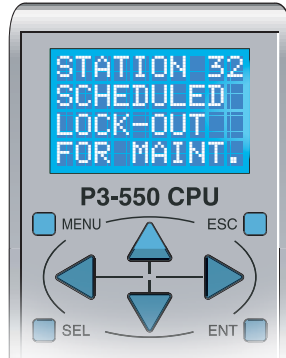 STATION 32
SCHEDULED
LOCK-OUT
FOR MAINT.
P3-550 CPU
MENU ESC
SEL ENT